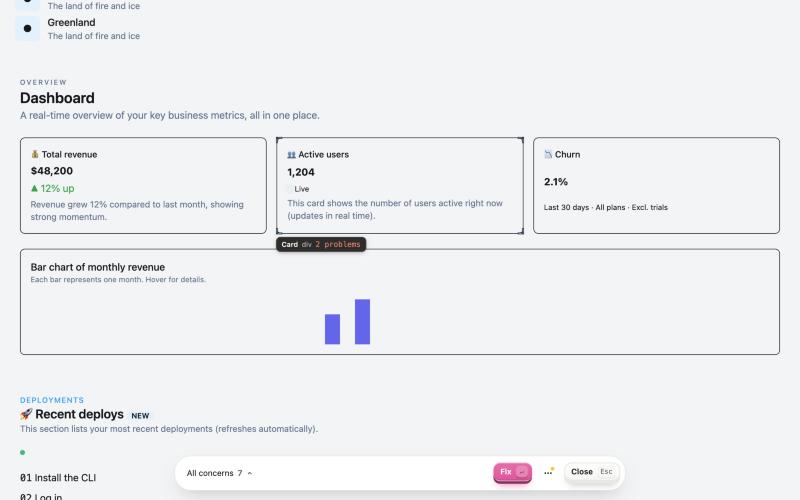 The land of fire and ice
Greenland
The land of fire and ice
OVERVIEW
Dashboard
A real-time overview of your key business metrics, all in one place.
Total revenue
$48,200
12% up
Revenue grew 12% compared to last month, showing
strong momentum.
Active users
1,204
Live
This card shows the number of users active right now
(updates in real time).
Churn
2.1%
Last 30 days · All plans · Excl. trials
Card div 2 problems
Bar chart of monthly revenue
Each bar represents one month. Hover for details.
DEPLOYMENTS
🚀 Recent deploys NEW
This section lists your most recent deployments (refreshes automatically).
01 Install the CLI
02 Log in
All concerns 7
Fix
Close Esc